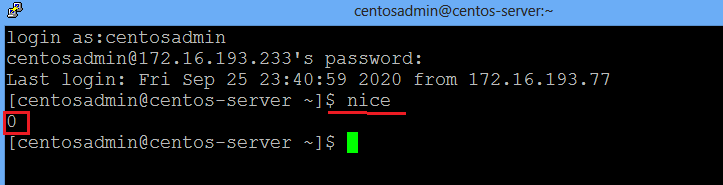 centosadmin@centos-server:~
login as:centosadmin
centosadmin@172.16.193.233's password:
Last login: Fri Sep 25 23:40:59 2020 from 172.16.193.77
[centosadmin@centos-server ~]$ nice
0
[centosadmin@centos-server ~]$